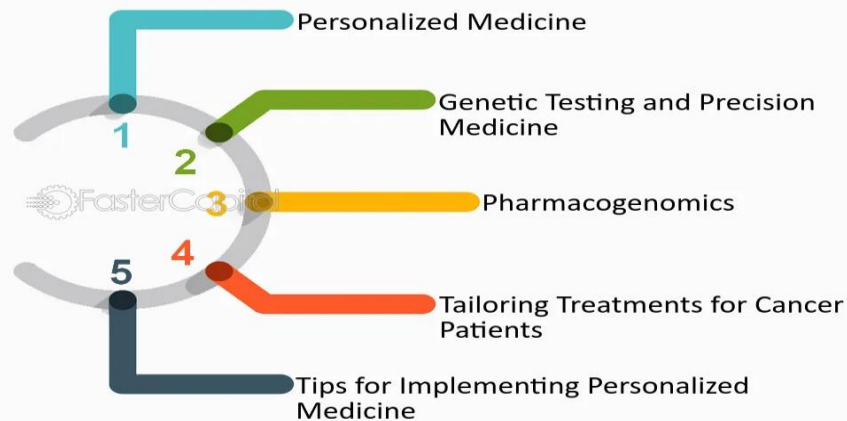 Personalized Medicine
1
Genetic Testing and Precision
Medicine
2
FasterCapital
3
Pharmacogenomics
4
Tailoring Treatments for Cancer
Patients
5
Tips for Implementing Personalized
Medicine